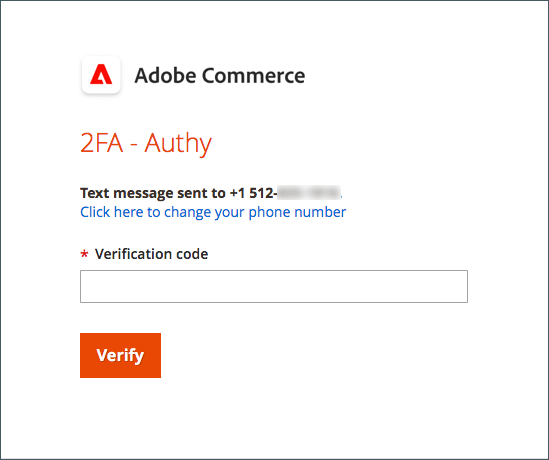 Adobe Commerce
2FA - Authy
Text message sent to +1 512-
Click here to change your phone number
* Verification code
Verify